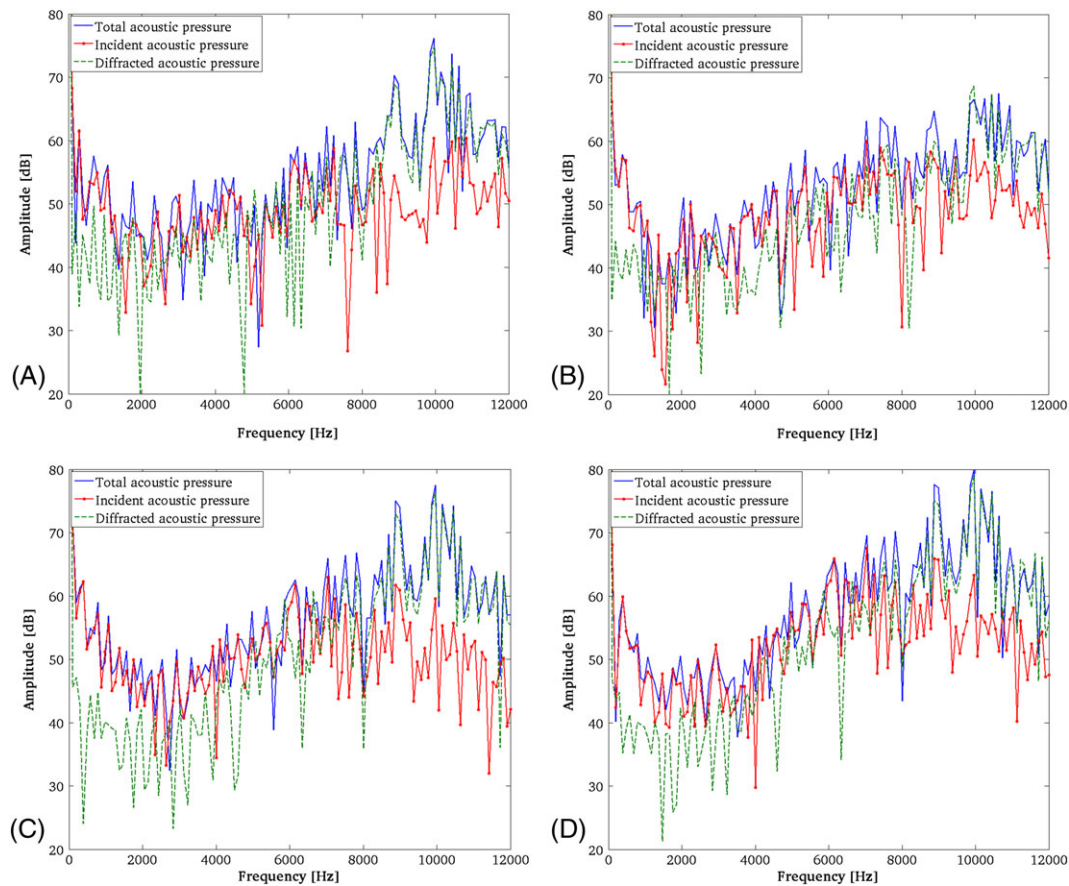 (A)
80
70
60
50
40
30
20
Amplitude [dB]
Total acoustic pressure
Incident acoustic pressure
Diffracted acoustic pressure
0 2000 4000 6000 8000 10000 12000
Frequency [Hz]
(B)
80
70
60
50
40
30
20
Amplitude [dB]
Total acoustic pressure
Incident acoustic pressure
Diffracted acoustic pressure
0 2000 4000 6000 8000 10000 12000
Frequency [Hz]
(C)
80
70
60
50
40
30
20
Amplitude [dB]
Total acoustic pressure
Incident acoustic pressure
Diffracted acoustic pressure
0 2000 4000 6000 8000 10000 12000
Frequency [Hz]
(D)
80
70
60
50
40
30
20
Amplitude [dB]
Total acoustic pressure
Incident acoustic pressure
Diffracted acoustic pressure
0 2000 4000 6000 8000 10000 12000
Frequency [Hz]